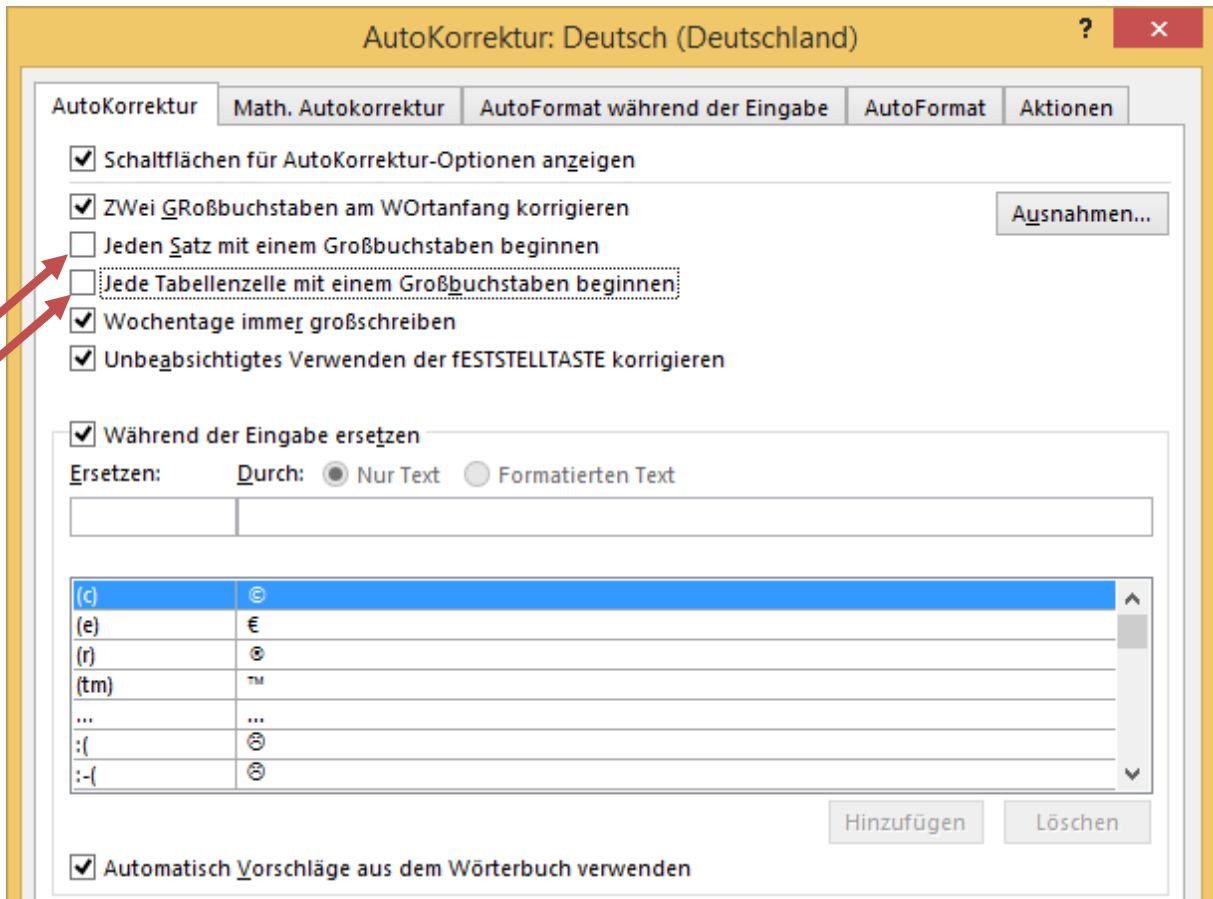 AutoKorrektur: Deutsch (Deutschland) ? ×
AutoKorrektur Math. Autokorrektur AutoFormat während der Eingabe AutoFormat Aktionen
Schaltflächen für AutoKorrektur-Optionen anzeigen
ZWei GRoßbuchstaben am WOrtanfang korrigieren
Ausnahmen...
Jeden Satz mit einem Großbuchstaben beginnen
Jede Tabellenzelle mit einem Großbuchstaben beginnen
Wochentage immer großschreiben
Unbeabsichtigtes Verwenden der fESTSTELLTASTE korrigieren
Während der Eingabe ersetzen
Ersetzen: Durch: Nur Text Formatierten Text
(c) ©
(e) €
(r) ®
(tm) ™
... ...
:( ☹
:-( ☹
Hinzufügen Löschen
Automatisch Vorschläge aus dem Wörterbuch verwenden